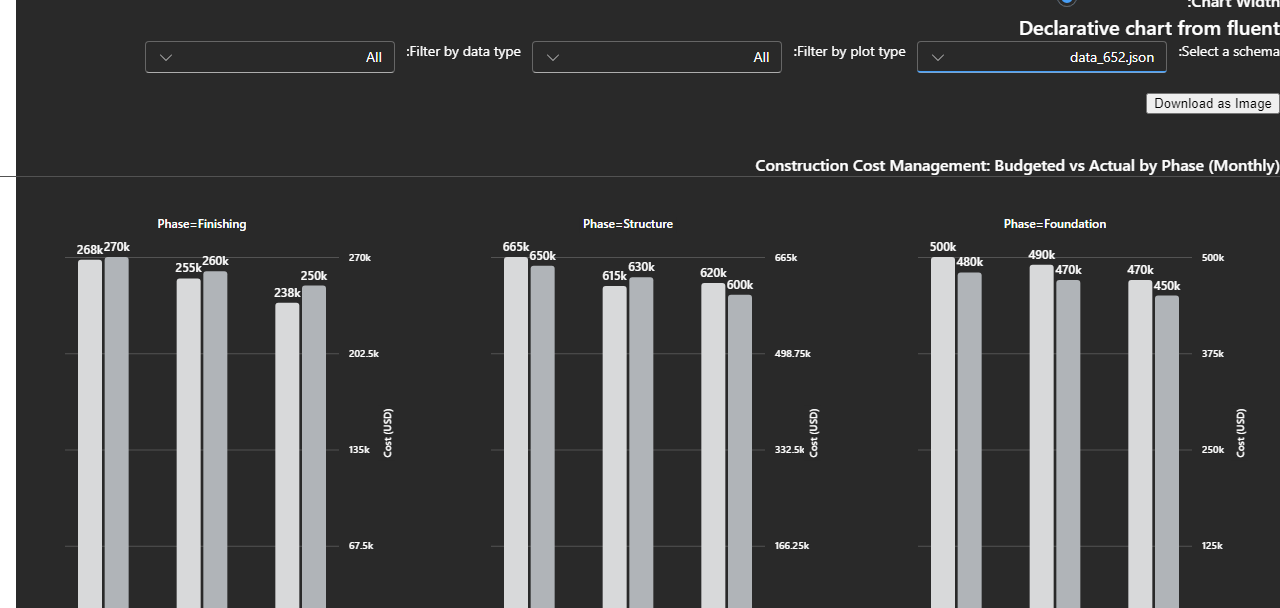 :Chart Width
Declarative chart from fluent
:Select a schema
data_652.json
:Filter by plot type
All
:Filter by data type
All
Download as Image
Construction Cost Management: Budgeted vs Actual by Phase (Monthly)
Phase=Finishing
268k 270k
255k 260k
238k 250k
270k
202.5k
135k
67.5k
Cost (USD)
Phase=Structure
665k 650k
615k 630k
620k 600k
665k
498.75k
332.5k
166.25k
Cost (USD)
Phase=Foundation
500k 480k
490k 470k
470k 450k
500k
375k
250k
125k
Cost (USD)